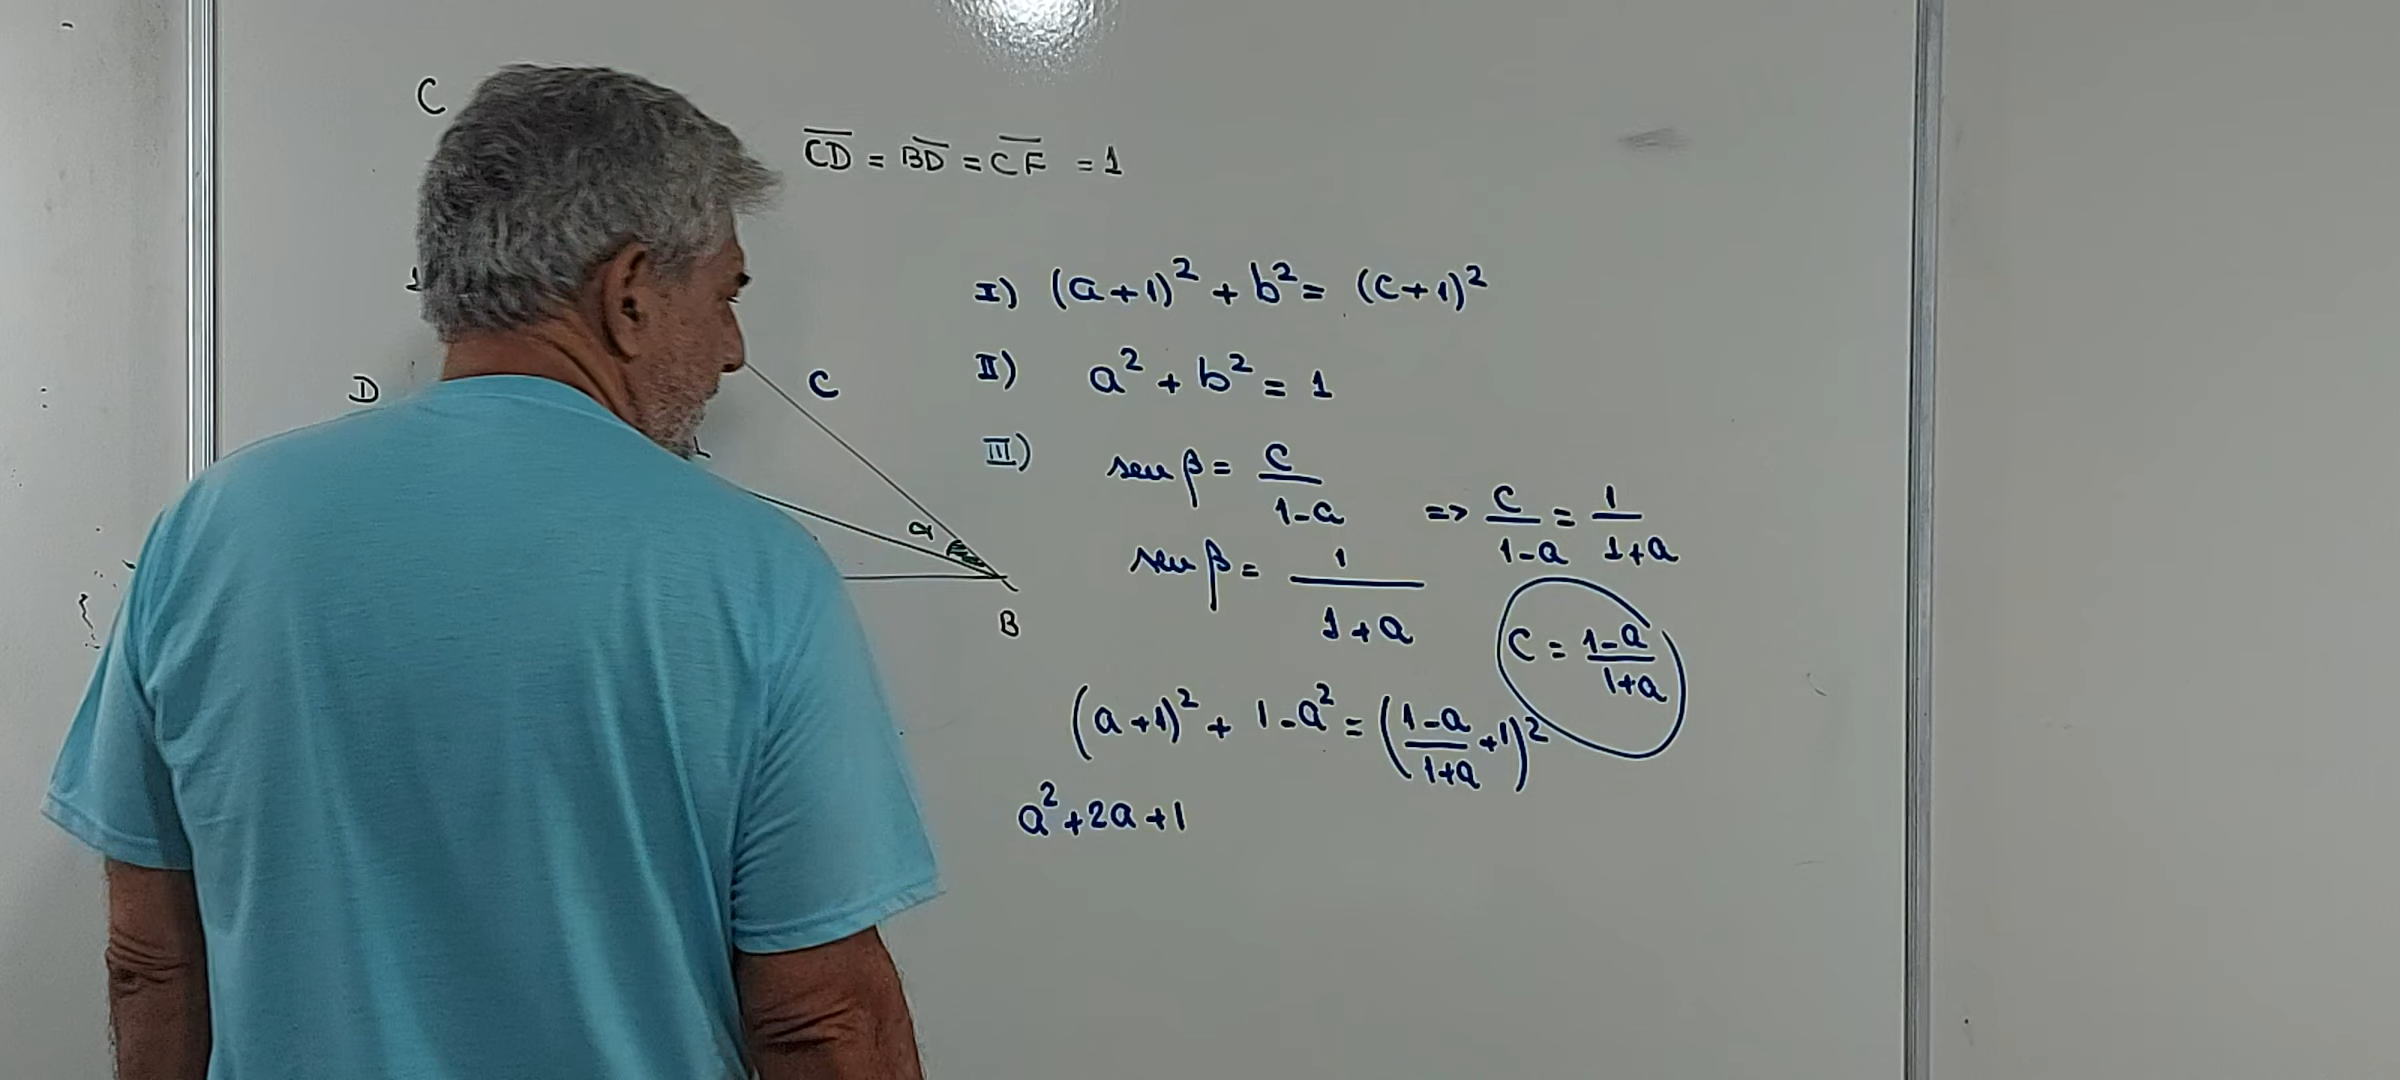 C
CD = BD = CF = 1
I) (a+1)² + b² = (c+1)²
1
II) a² + b² = 1
D
C
III) sen β = c/(1-a)
=> c/(1-a) = 1/(1+a)
α
sen β = 1/(1+a)
B
C = (1-a)/(1+a)
(a+1)² + 1-a² = ((1-a)/(1+a) +1)²
a²+2a+1